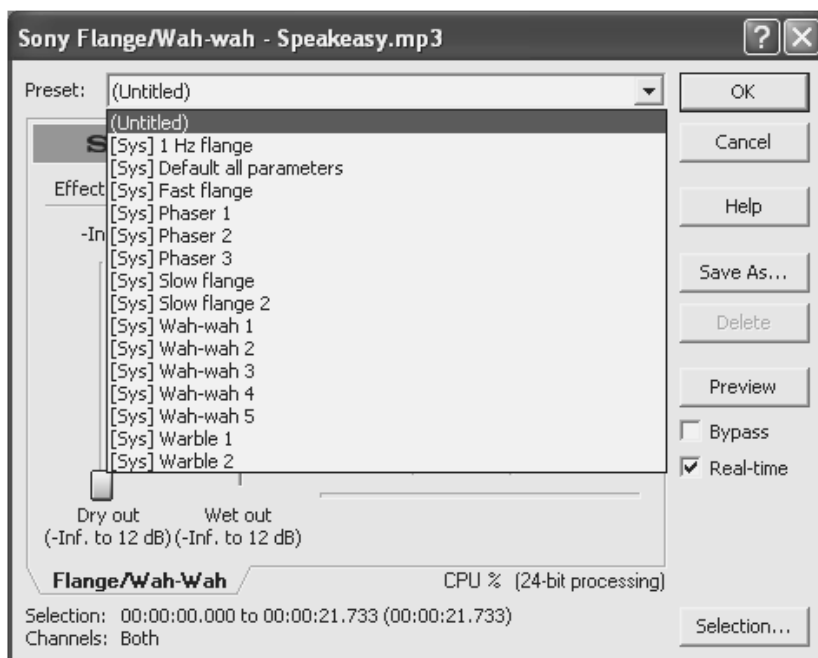 Sony Flange/Wah-wah - Speakeasy.mp3
Preset: (Untitled)
OK
(Untitled)
[Sys] 1 Hz flange
Cancel
[Sys] Default all parameters
Effect
[Sys] Fast flange
[Sys] Phaser 1
Help
-In
[Sys] Phaser 2
[Sys] Phaser 3
Save As...
[Sys] Slow flange
[Sys] Slow flange 2
Delete
[Sys] Wah-wah 1
[Sys] Wah-wah 2
[Sys] Wah-wah 3
Preview
[Sys] Wah-wah 4
[Sys] Wah-wah 5
Bypass
[Sys] Warble 1
[Sys] Warble 2
Real-time
Dry out Wet out
(-Inf. to 12 dB) (-Inf. to 12 dB)
Flange/Wah-Wah
CPU % (24-bit processing)
Selection: 00:00:00.000 to 00:00:21.733 (00:00:21.733)
Channels: Both
Selection...